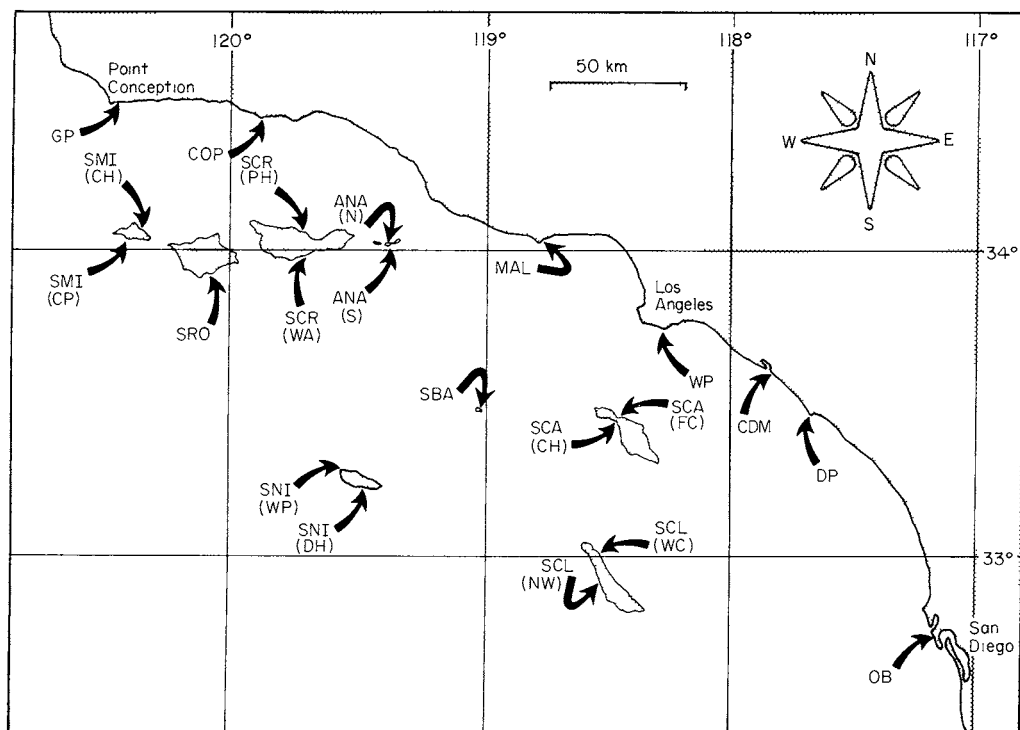 120°
119°
118°
117°
Point
Conception
50 km
N
W
E
S
GP
COP
SMI
(CH)
SCR
(PH)
ANA
(N)
34°
MAL
SMI
(CP)
SRO
SCR
(WA)
ANA
(S)
Los
Angeles
WP
SBA
SCA
(FC)
SCA
(CH)
CDM
DP
SNI
(WP)
SNI
(DH)
SCL
(WC)
SCL
(NW)
33°
San
Diego
OB